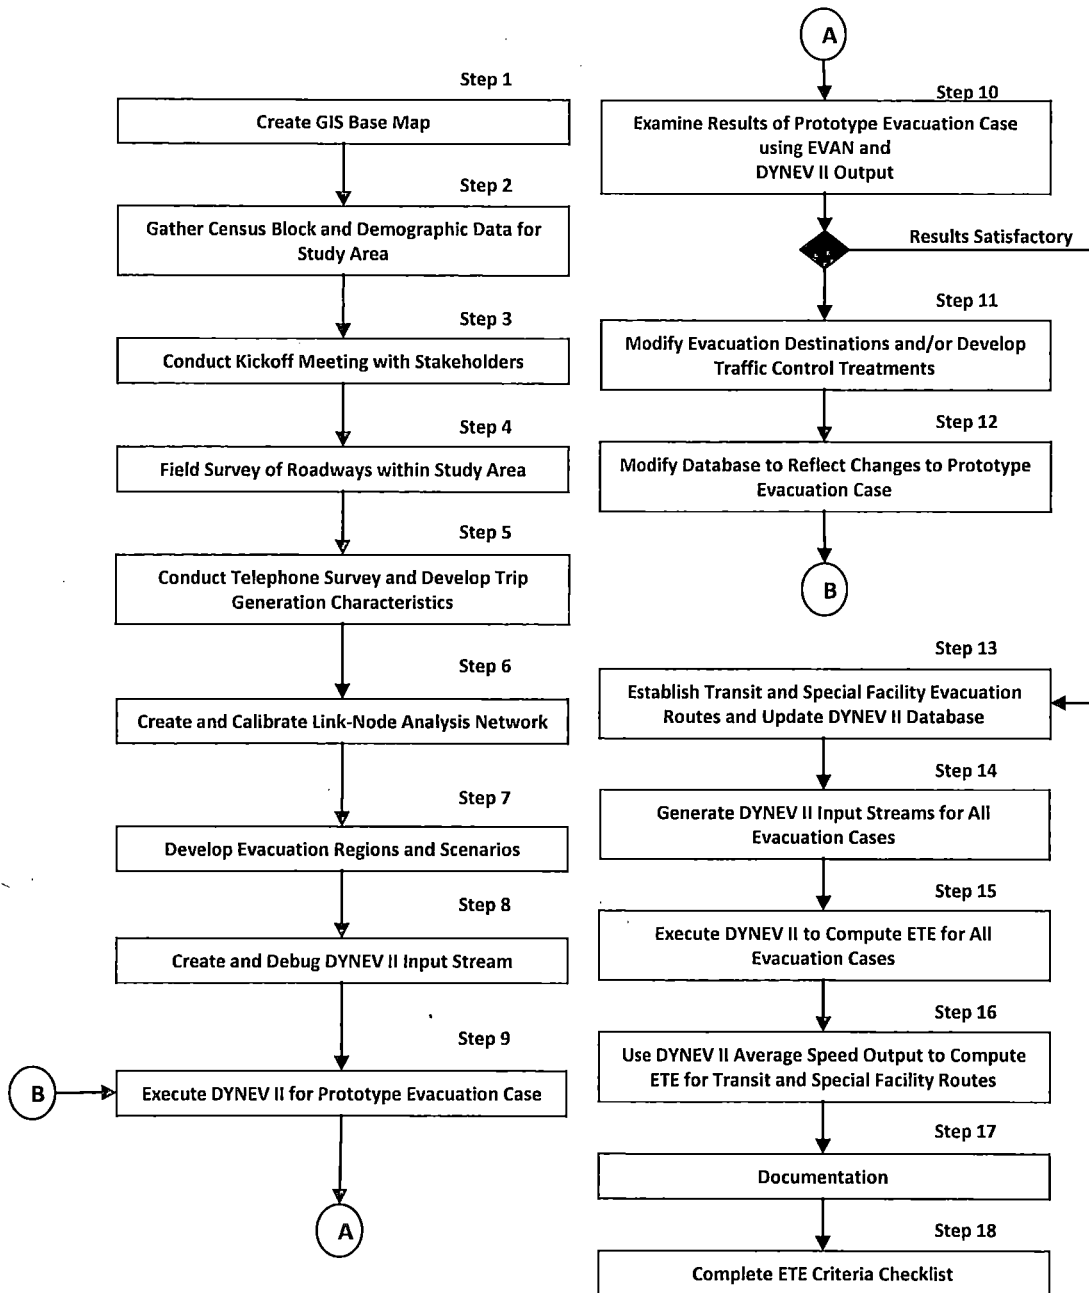 Step 1
Create GIS Base Map
Step 2
Gather Census Block and Demographic Data for
Study Area
Step 3
Conduct Kickoff Meeting with Stakeholders
Step 4
Field Survey of Roadways within Study Area
Step 5
Conduct Telephone Survey and Develop Trip
Generation Characteristics
Step 6
Create and Calibrate Link-Node Analysis Network
Step 7
Develop Evacuation Regions and Scenarios
Step 8
Create and Debug DYNEV II Input Stream
Step 9
B
Execute DYNEV II for Prototype Evacuation Case
A
A
Step 10
Examine Results of Prototype Evacuation Case
using EVAN and
DYNEV II Output
Results Satisfactory
Step 11
Modify Evacuation Destinations and/or Develop
Traffic Control Treatments
Step 12
Modify Database to Reflect Changes to Prototype
Evacuation Case
B
Step 13
Establish Transit and Special Facility Evacuation
Routes and Update DYNEV II Database
Step 14
Generate DYNEV II Input Streams for All
Evacuation Cases
Step 15
Execute DYNEV II to Compute ETE for All
Evacuation Cases
Step 16
Use DYNEV II Average Speed Output to Compute
ETE for Transit and Special Facility Routes
Step 17
Documentation
Step 18
Complete ETE Criteria Checklist